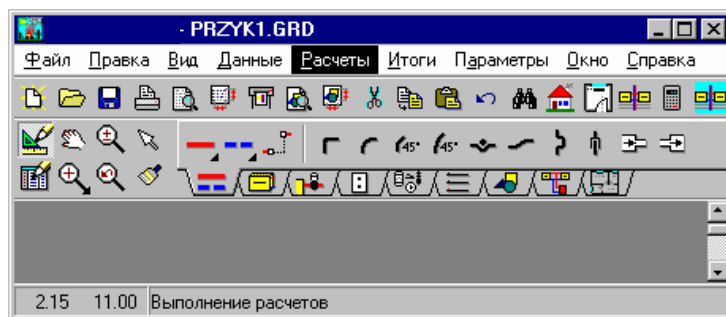 - PRZYK1.GRD
Файл Правка Вид Данные Расчеты Итоги Параметры Окно Справка
45° 45°
2.15 11.00 Выполнение расчетов